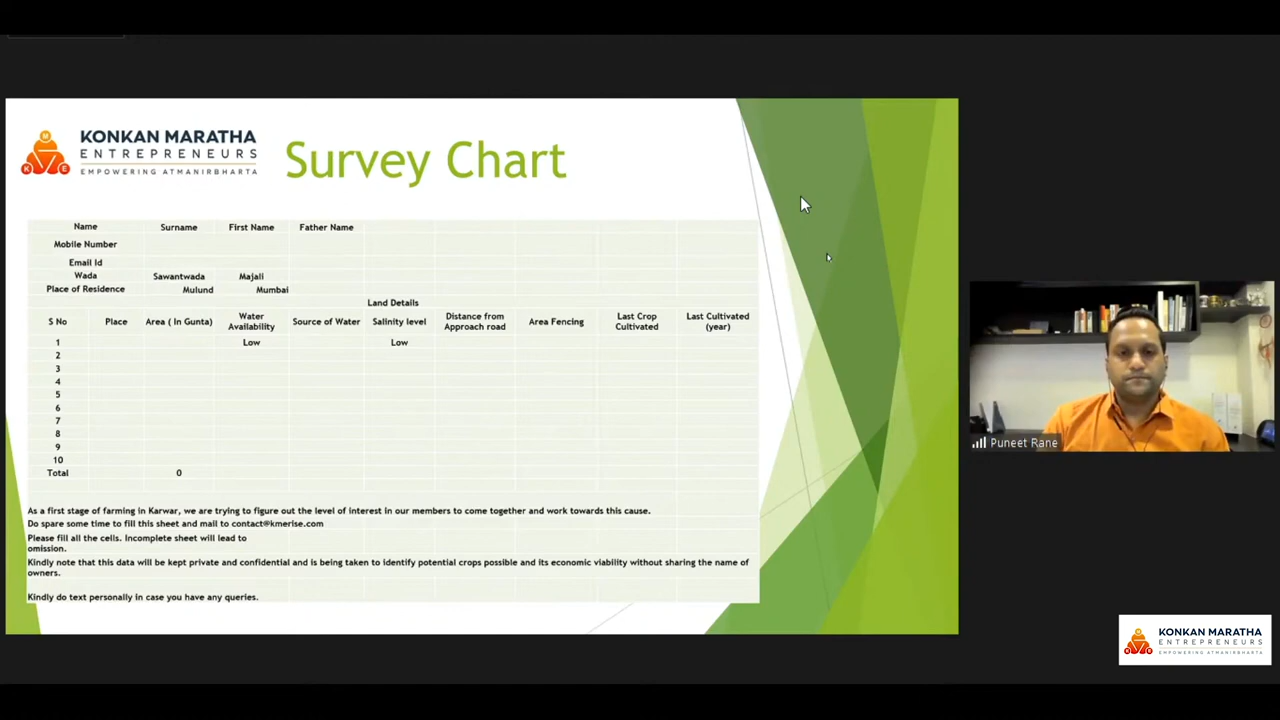 KONKAN MARATHA
ENTREPRENEURS
EMPOWERING ATMANIRBHARTA
Survey Chart
Name Surname First Name Father Name
Mobile Number
Email Id
Wada Sawantwada Majali
Place of Residence Mulund Mumbai
Land Details
S No Place Area ( In Gunta) Water Availability Source of Water Salinity level Distance from Approach road Area Fencing Last Crop Cultivated Last Cultivated (year)
1 Low Low
2
3
4
5
6
7
8
9
10
Total 0
As a first stage of farming in Karwar, we are trying to figure out the level of interest in our members to come together and work towards this cause.
Do spare some time to fill this sheet and mail to contact@kmerise.com
Please fill all the cells. Incomplete sheet will lead to
omission.
Kindly note that this data will be kept private and confidential and is being taken to identify potential crops possible and its economic viability without sharing the name of
owners.
Kindly do text personally in case you have any queries.
K M E
Puneet Rane
KONKAN MARATHA
ENTREPRENEURS
EMPOWERING ATMANIRBHARTA